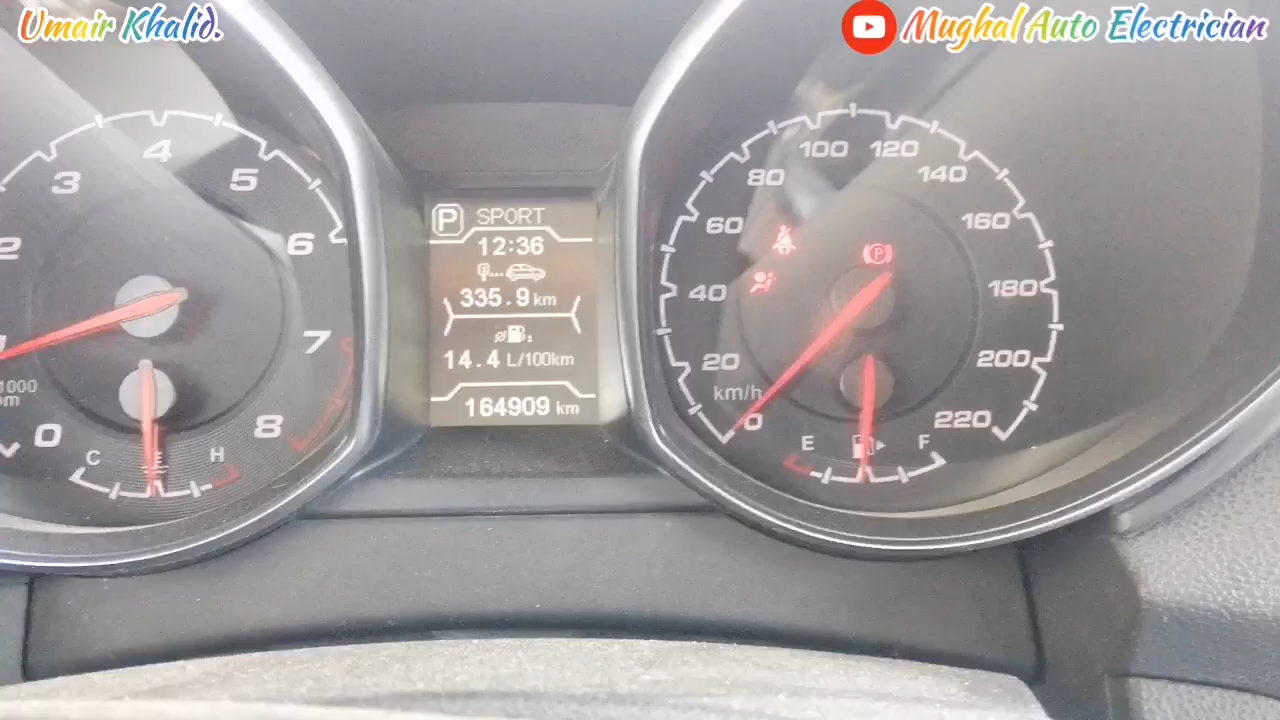 Umair Khalid.
Mughal Auto Electrician
P SPORT
12:36
335.9 km
14.4 L/100km
164909 km
2
3
4
5
6
7
8
0
C
H
0
20
40
60
80
100
120
140
160
180
200
220
km/h
P
E
F